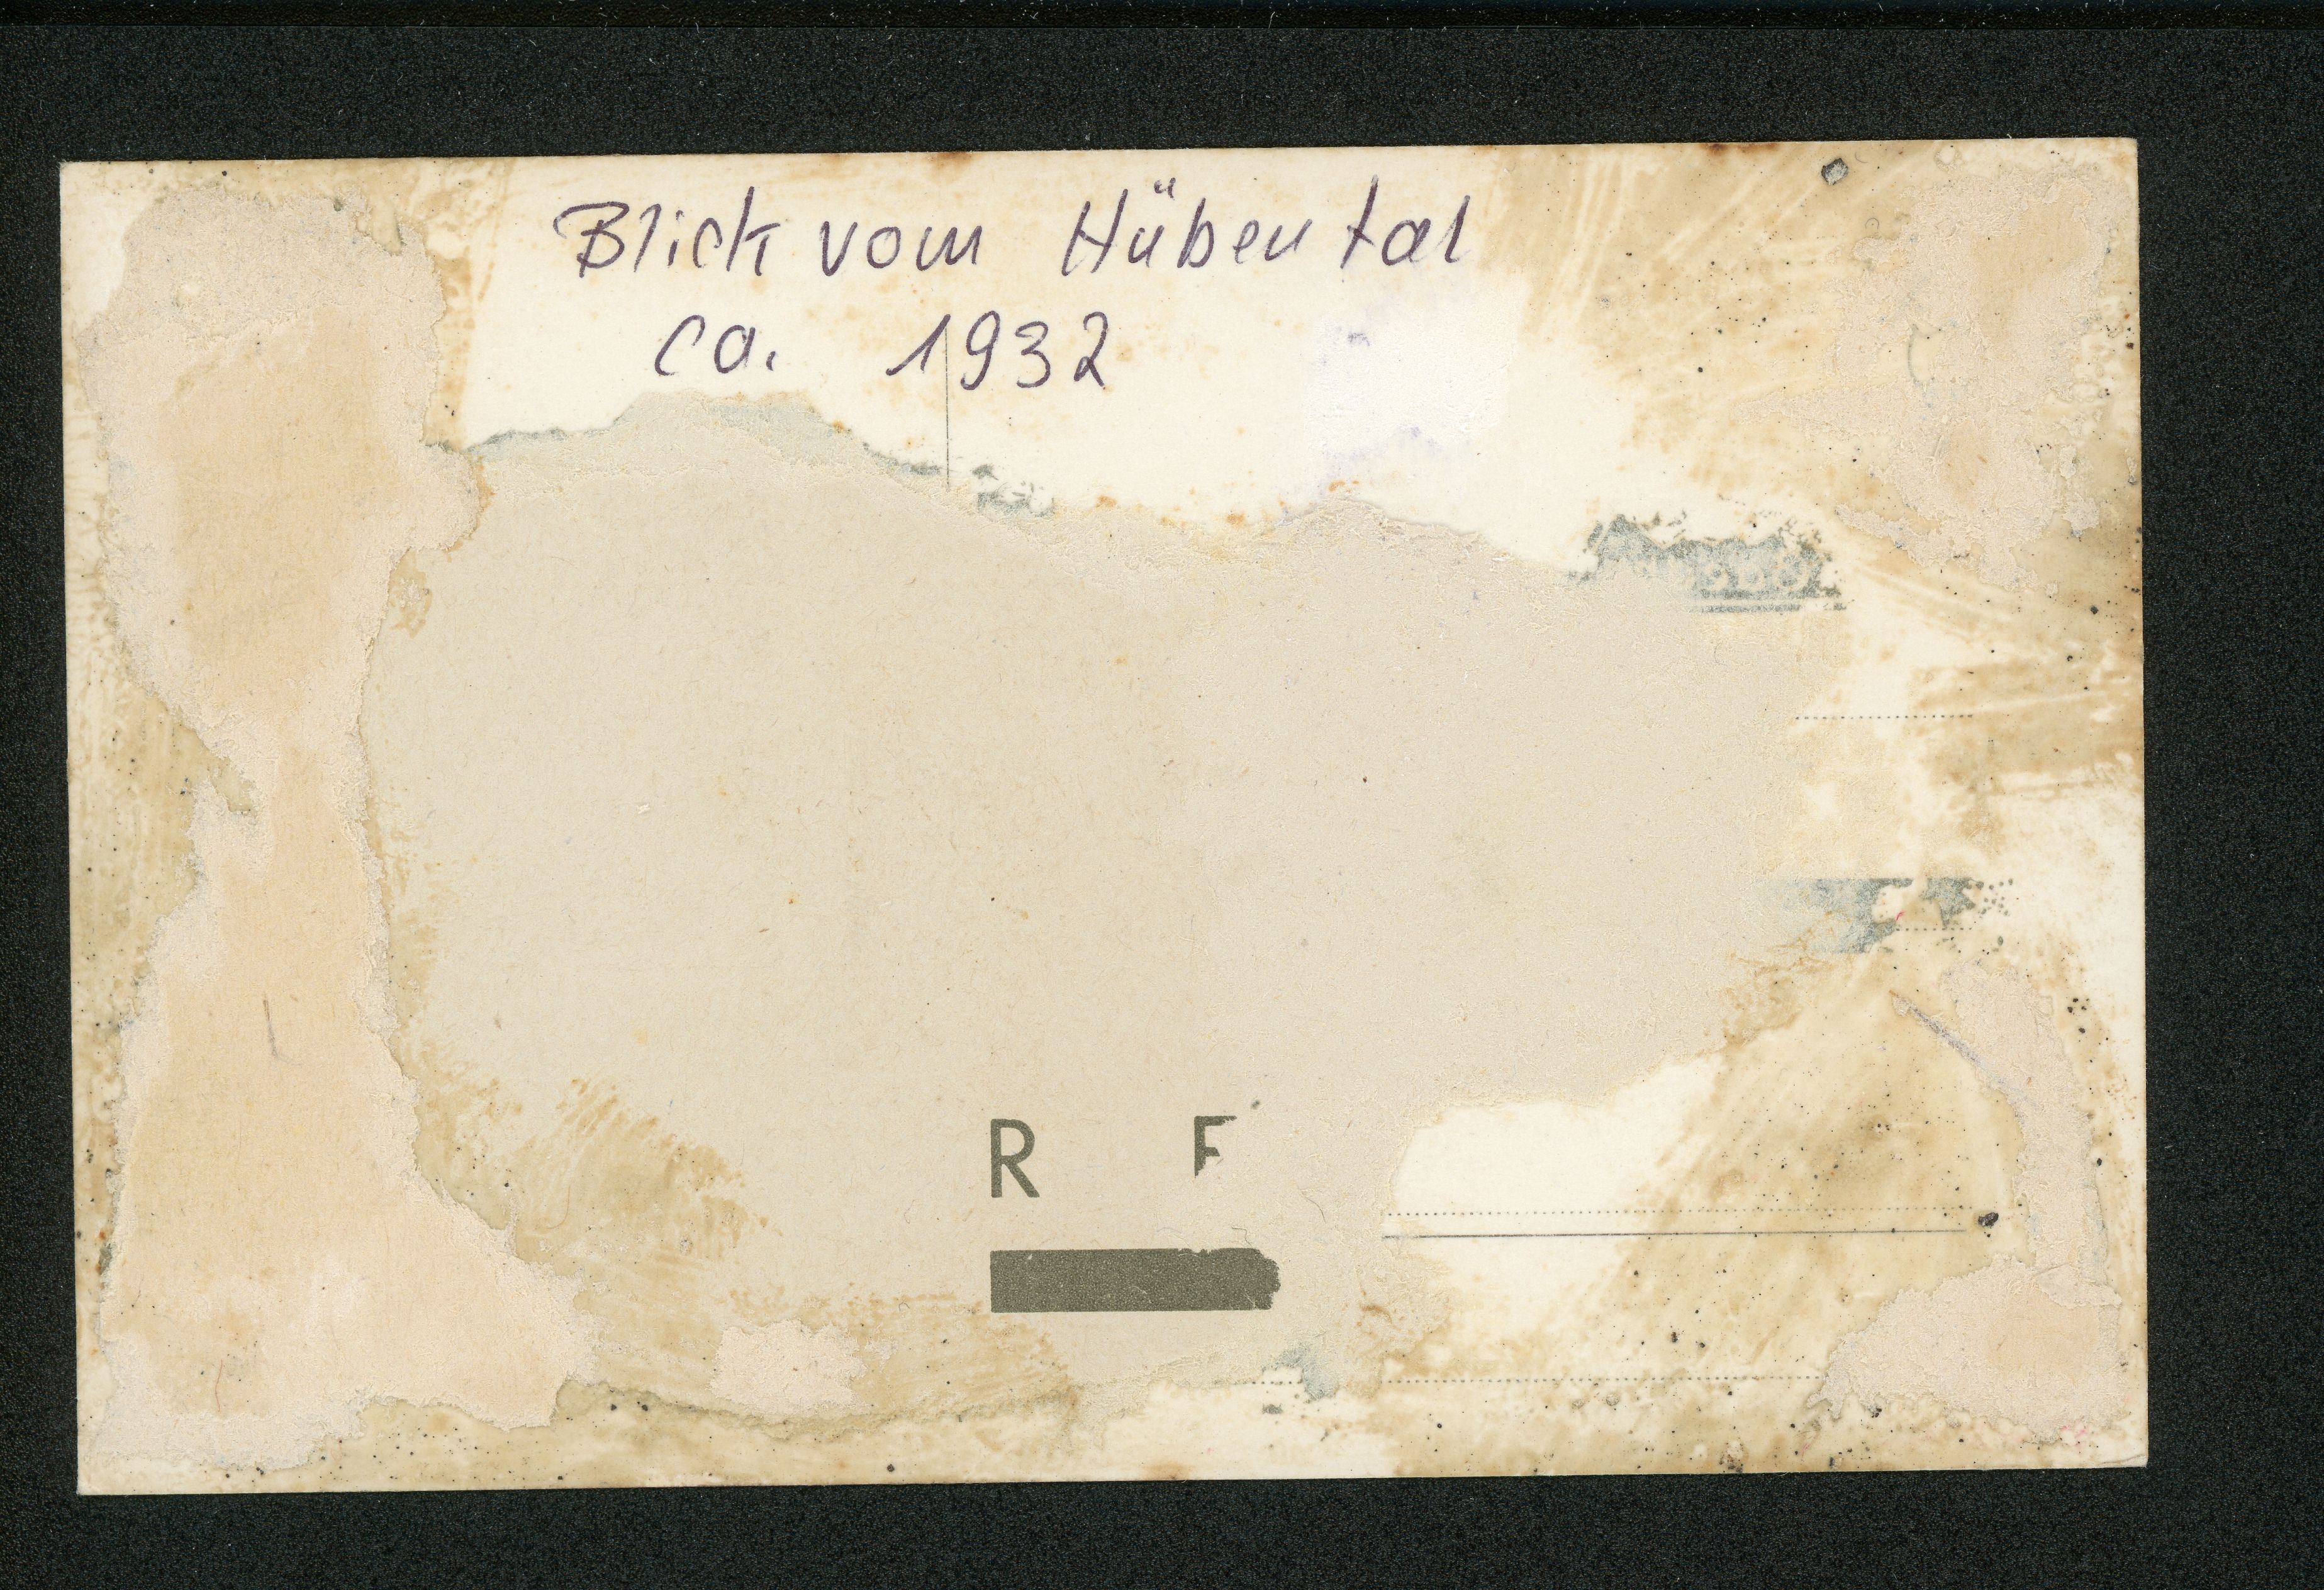 Blick vom Hübental
ca. 1932
R F